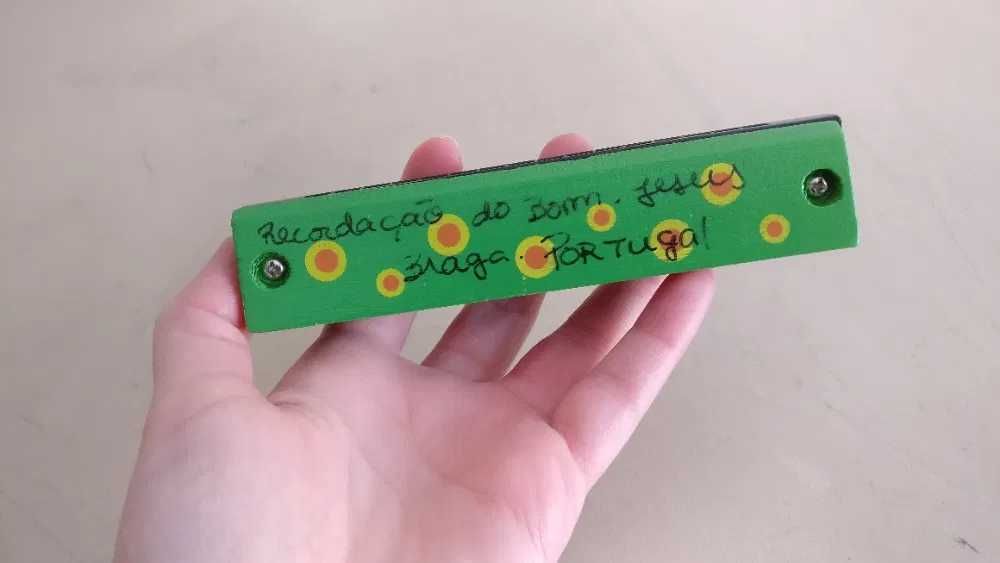 Recordação do Bom. Jesus
Braga. PORTUgal